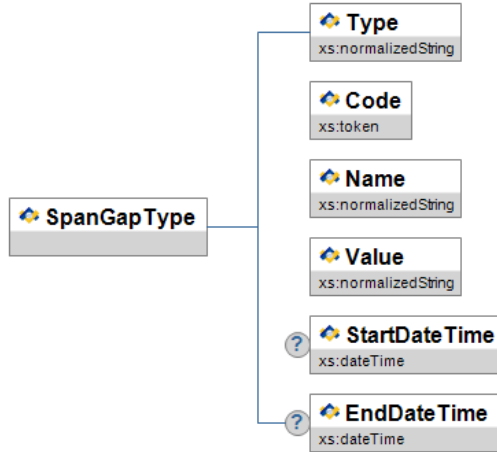 Type
xs:normalizedString
Code
xs:token
Name
xs:normalizedString
SpanGapType
Value
xs:normalizedString
?
StartDateTime
xs:dateTime
?
EndDateTime
xs:dateTime